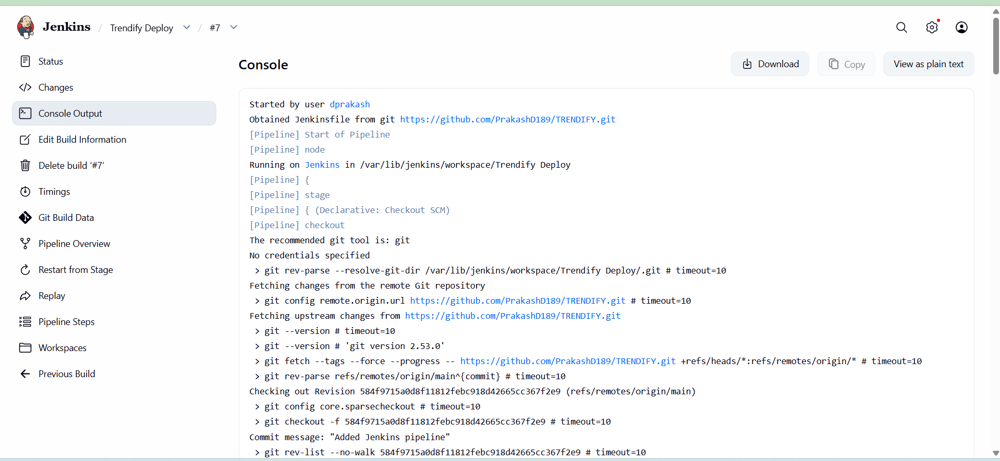 Jenkins / Trendify Deploy / #7
Status
Changes
Console Output
Edit Build Information
Delete build ‘#7’
Timings
Git Build Data
Pipeline Overview
Restart from Stage
Replay
Pipeline Steps
Workspaces
Previous Build
Console
Download
Copy
View as plain text
Started by user dprakash
Obtained Jenkinsfile from git https://github.com/PrakashD189/TRENDIFY.git
[Pipeline] Start of Pipeline
[Pipeline] node
Running on Jenkins in /var/lib/jenkins/workspace/Trendify Deploy
[Pipeline] {
[Pipeline] stage
[Pipeline] { (Declarative: Checkout SCM)
[Pipeline] checkout
The recommended git tool is: git
No credentials specified
> git rev-parse --resolve-git-dir /var/lib/jenkins/workspace/Trendify Deploy/.git # timeout=10
Fetching changes from the remote Git repository
> git config remote.origin.url https://github.com/PrakashD189/TRENDIFY.git # timeout=10
Fetching upstream changes from https://github.com/PrakashD189/TRENDIFY.git
> git --version # timeout=10
> git --version # 'git version 2.53.0'
> git fetch --tags --force --progress -- https://github.com/PrakashD189/TRENDIFY.git +refs/heads/*:refs/remotes/origin/* # timeout=10
> git rev-parse refs/remotes/origin/main^{commit} # timeout=10
Checking out Revision 584f9715a0d8f11812febc918d42665cc367f2e9 (refs/remotes/origin/main)
> git config core.sparsecheckout # timeout=10
> git checkout -f 584f9715a0d8f11812febc918d42665cc367f2e9 # timeout=10
Commit message: "Added Jenkins pipeline"
> git rev-list --no-walk 584f9715a0d8f11812febc918d42665cc367f2e9 # timeout=10